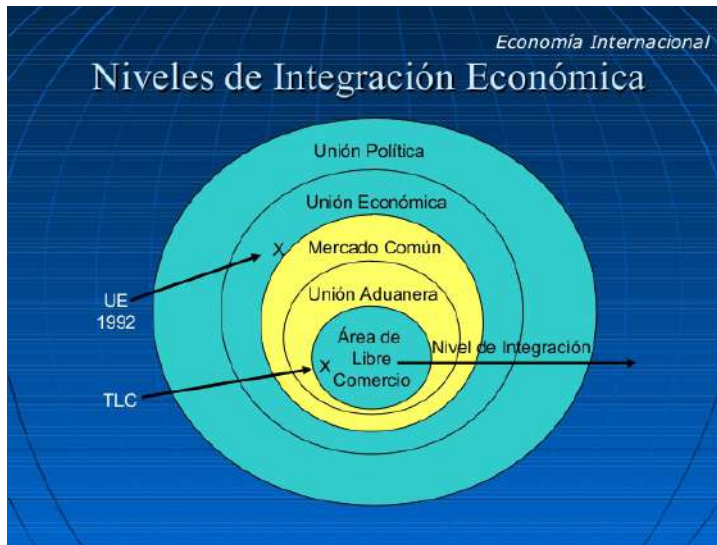 Economía Internacional
Niveles de Integración Económica
Unión Política
Unión Económica
X
Mercado Común
Unión Aduanera
UE
1992
Área de
Libre
Comercio
X
Nivel de Integración
TLC